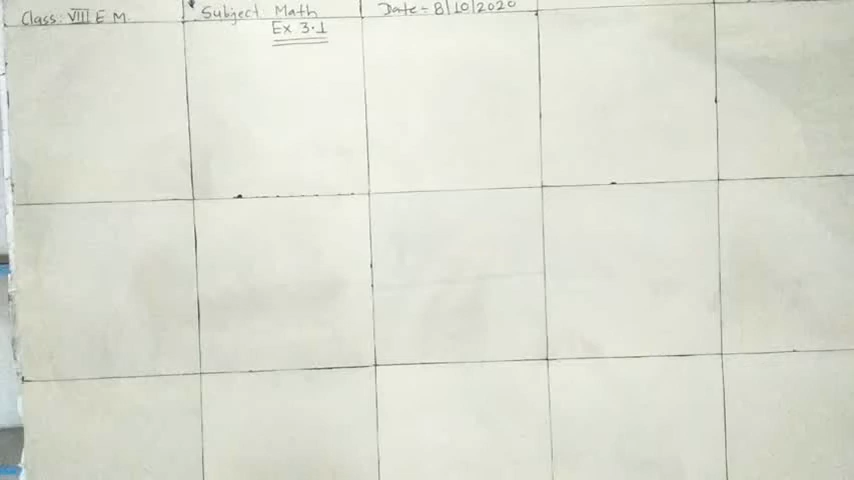 Class: VIII E M. Subject: Math Date = 8/10/2020
Ex 3.1